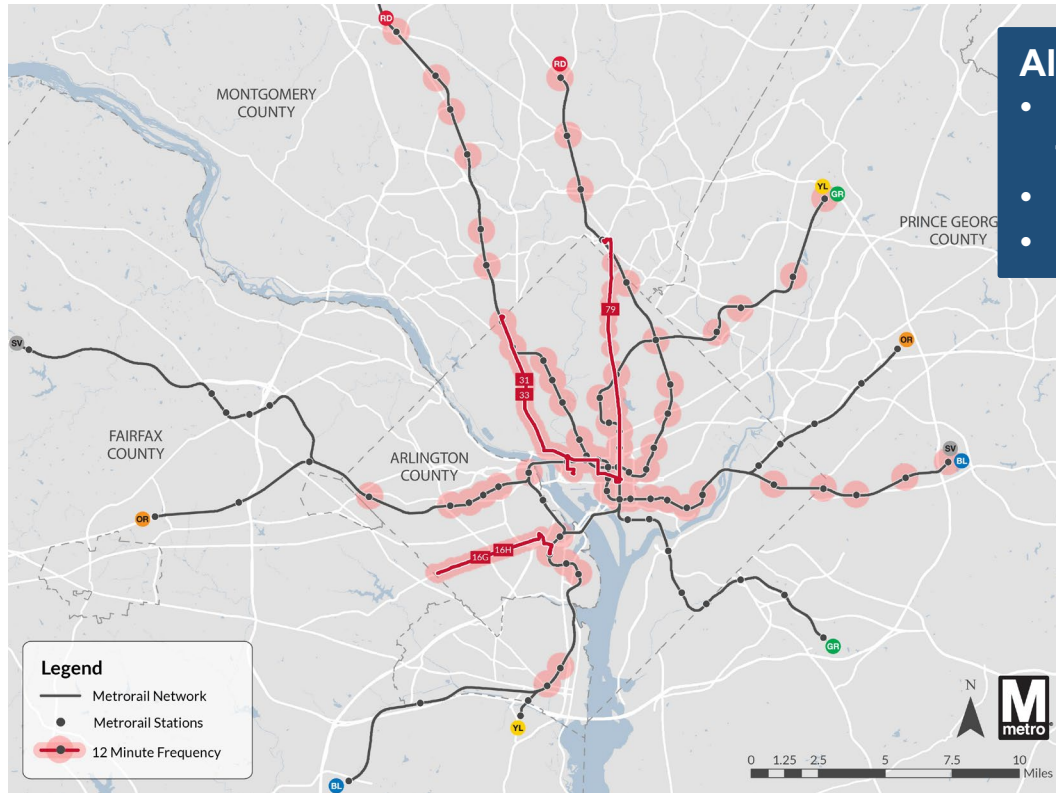 RD
RD
MONTGOMERY
COUNTY
Al
•
•
•
YL
GR
PRINCE GEORG
COUNTY
79
SV
OR
31
33
FAIRFAX
COUNTY
ARLINGTON
COUNTY
SV
BL
OR
16G
16H
GR
Legend
Metrorail Network
Metrorail Stations
12 Minute Frequency
YL
BL
N
M
metro
0 1.25 2.5 5 7.5 10
Miles